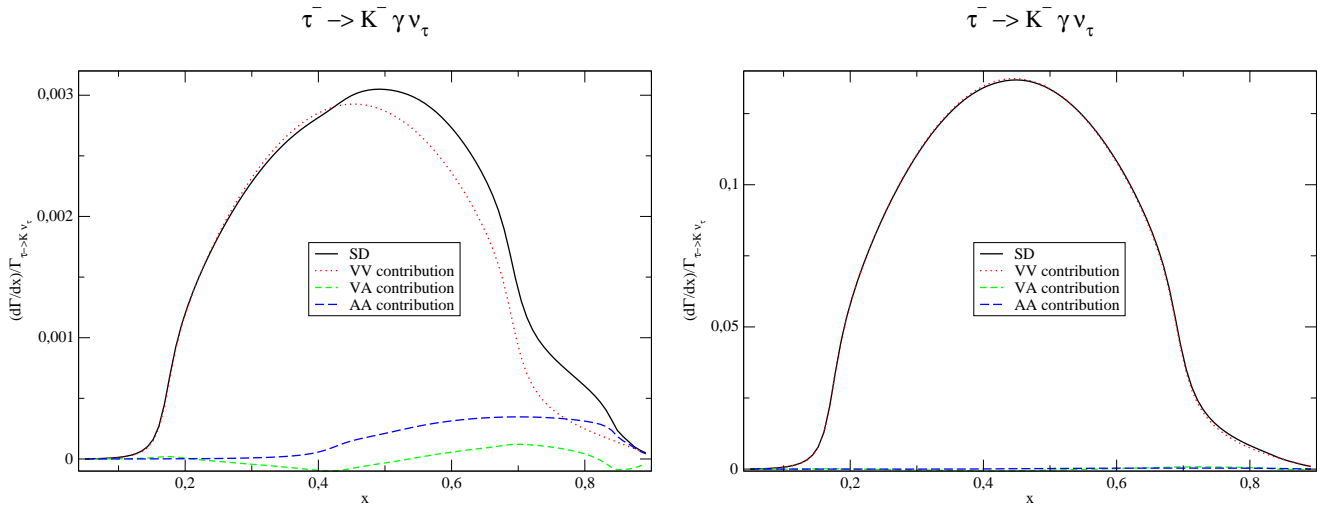 τ⁻ −> K⁻ γ ν_τ
0,003
0,002
0,001
0
(dΓ/dx)/Γ_τ−>K ν_τ
SD
VV contribution
VA contribution
AA contribution
0,2
0,4
0,6
0,8
x
τ⁻ −> K⁻ γ ν_τ
0,1
0,05
0
(dΓ/dx)/Γ_τ−>K ν_τ
SD
VV contribution
VA contribution
AA contribution
0,2
0,4
0,6
0,8
x